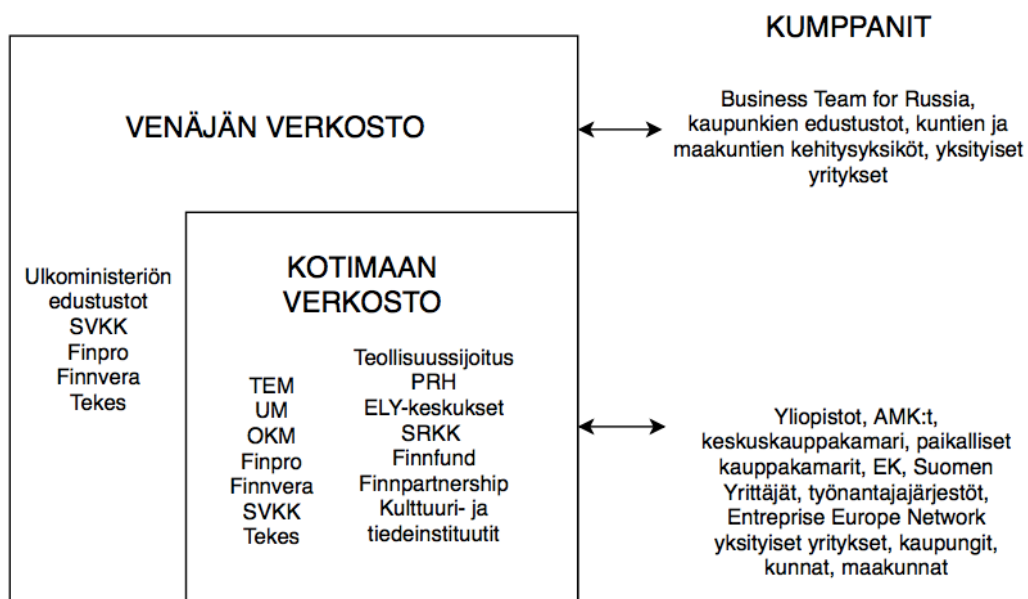 KUMPPANIT
VENÄJÄN VERKOSTO
Business Team for Russia,
kaupunkien edustustot, kuntien ja
maakuntien kehitysyksiköt, yksityiset
yritykset
Ulkoministeriön
edustustot
SVKK
Finpro
Finnvera
Tekes
KOTIMAAN
VERKOSTO
TEM
UM
OKM
Finpro
Finnvera
SVKK
Tekes
Teollisuussijoitus
PRH
ELY-keskukset
SRKK
Finnfund
Finnpartnership
Kulttuuri- ja
tiedeinstituutit
Yliopistot, AMK:t,
keskuskauppakamari, paikalliset
kauppakamarit, EK, Suomen
Yrittäjät, työnantajajärjestöt,
Entreprise Europe Network
yksityiset yritykset, kaupungit,
kunnat, maakunnat